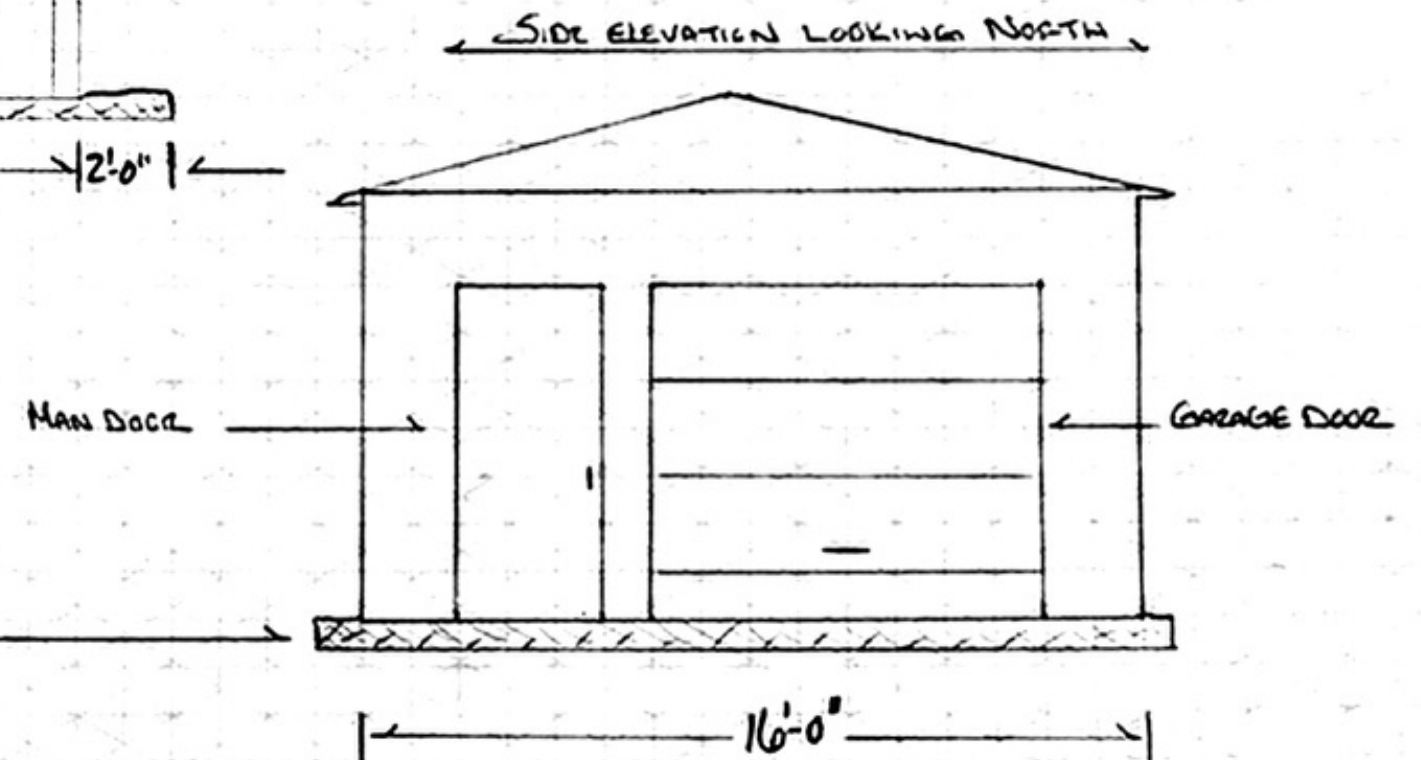 SIDE ELEVATION LOOKING NORTH
2'-0"
MAN DOOR
GARAGE DOOR
16'-0"